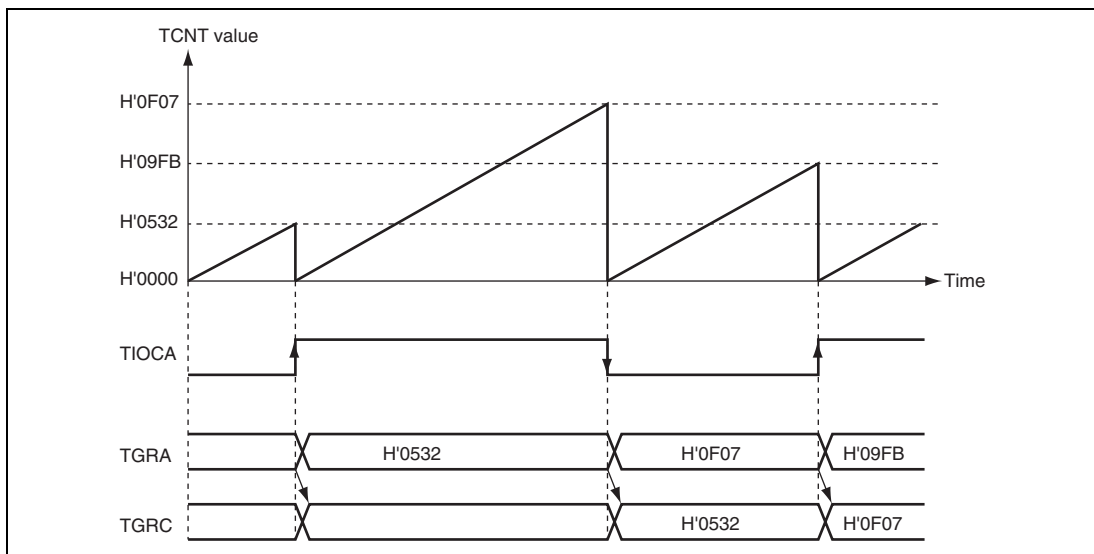 TCNT value
H'0F07
H'09FB
H'0532
H'0000
Time
TIOCA
TGRA
H'0532
H'0F07
H'09FB
TGRC
H'0532
H'0F07